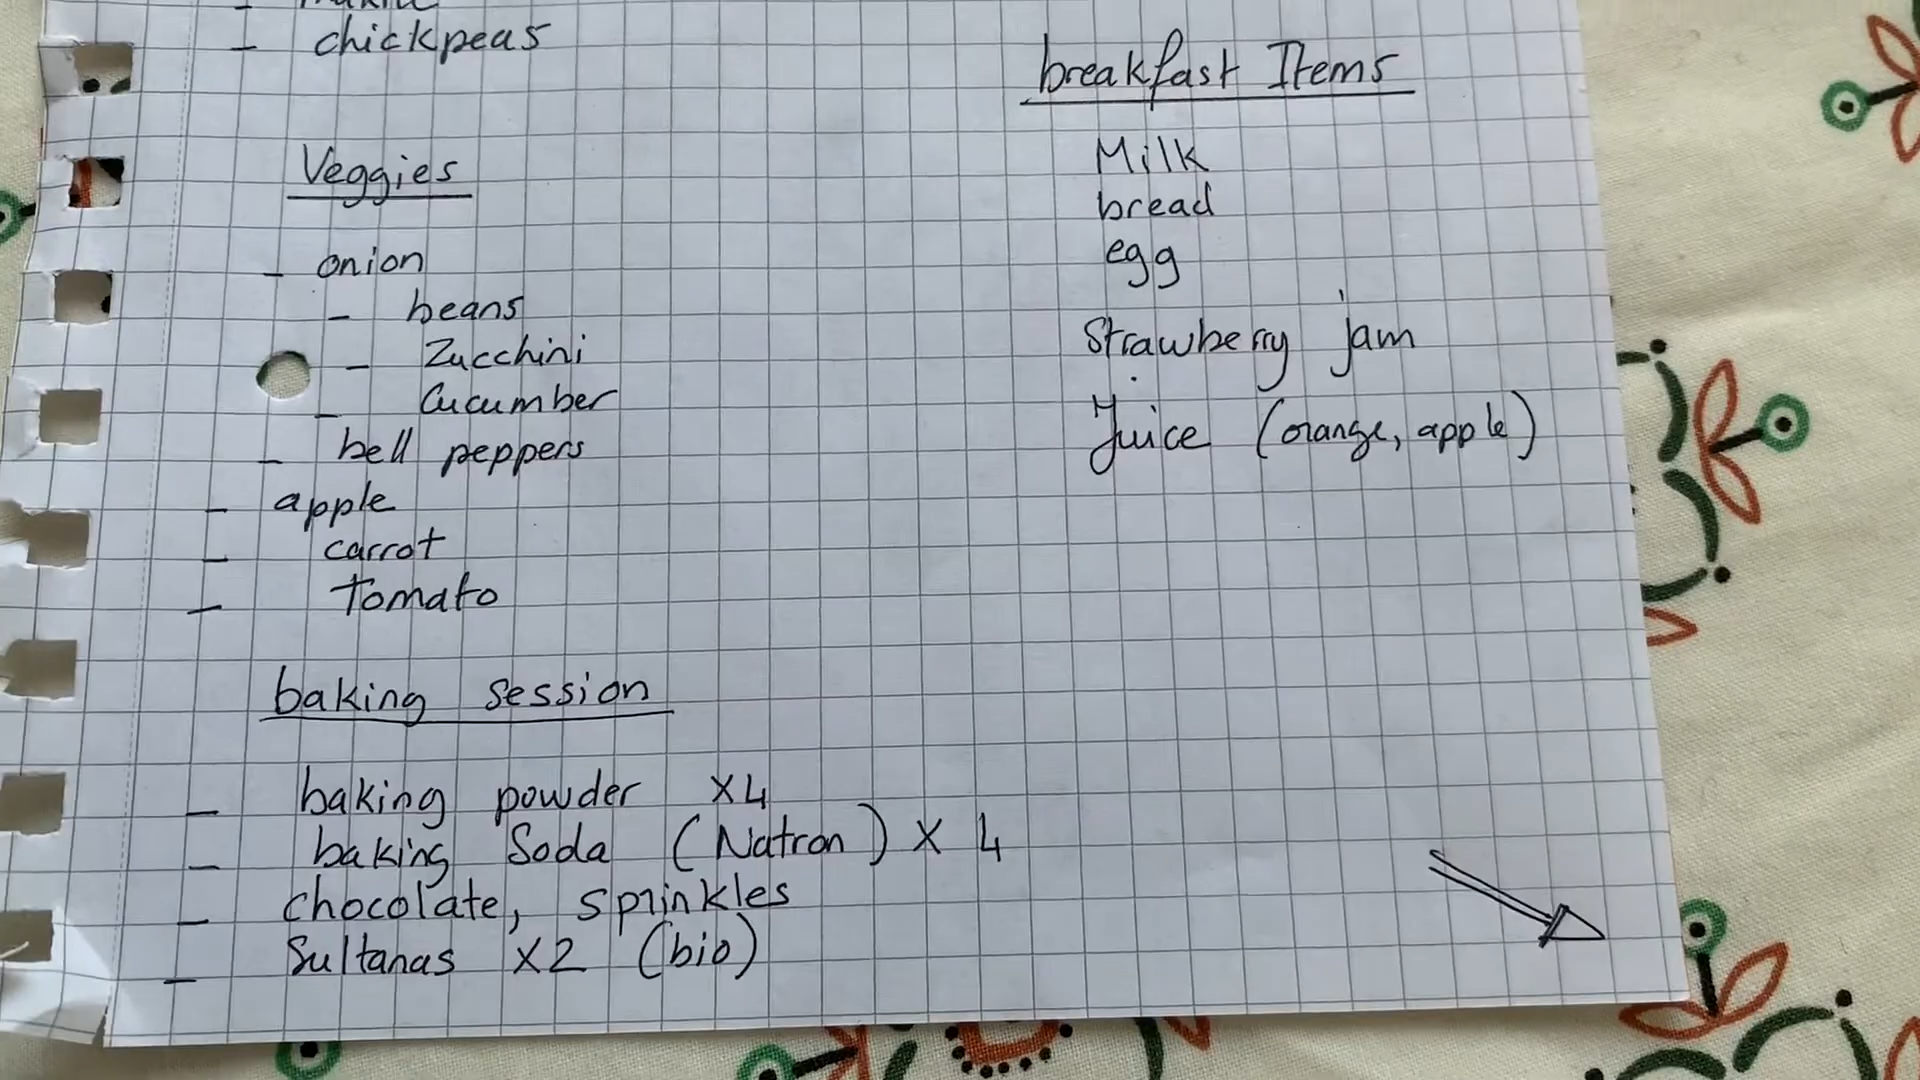 - chickpeas
Veggies
- onion
- beans
- Zucchini
- Cucumber
- bell peppers
- apple
- carrot
- Tomato
baking session
- baking powder x4
- baking Soda (Natron) x 4
- chocolate, sprinkles
- Sultanas x2 (bio)
breakfast Items
Milk
bread
egg
Strawberry jam
Juice (orange, apple)